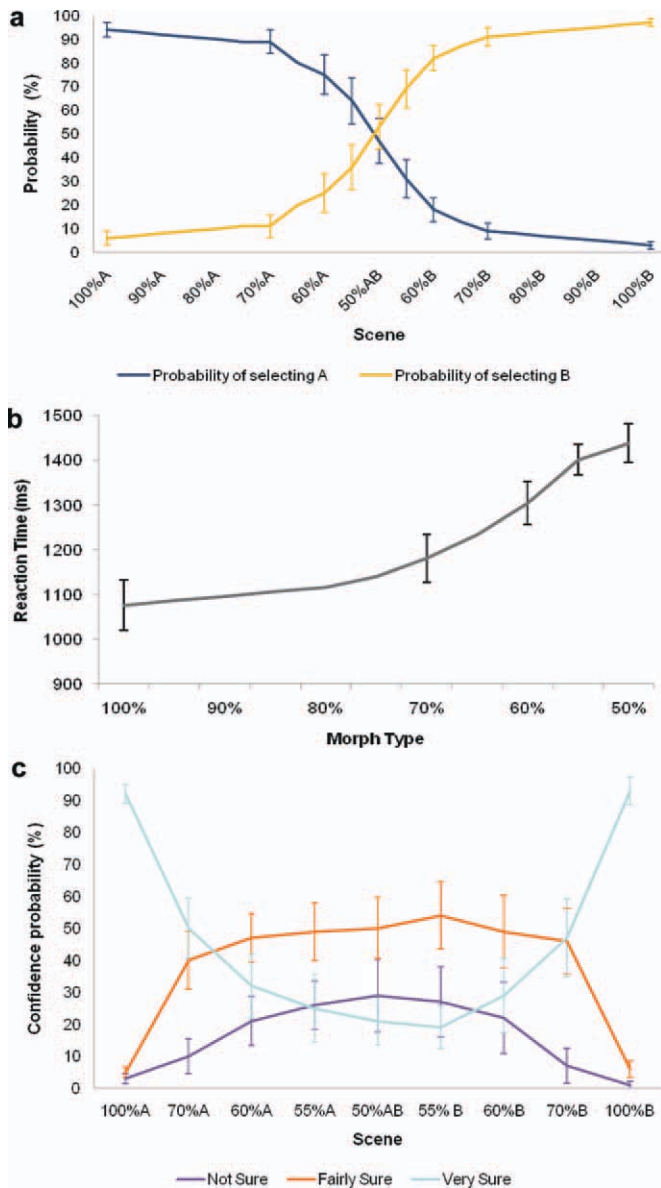 a
100
90
80
70
60
50
40
30
20
10
0
Probability (%)
100%A
90%A
80%A
70%A
60%A
50%AB
60%B
70%B
80%B
90%B
100%B
Scene
Probability of selecting A
Probability of selecting B
b
1500
1400
1300
1200
1100
1000
900
Reaction Time (ms)
100% 90% 80% 70% 60% 50%
Morph Type
c
100
90
80
70
60
50
40
30
20
10
0
Confidence probability (%)
100%A 70%A 60%A 55%A 50%AB 55% B 60%B 70%B 100%B
Scene
Not Sure Fairly Sure Very Sure